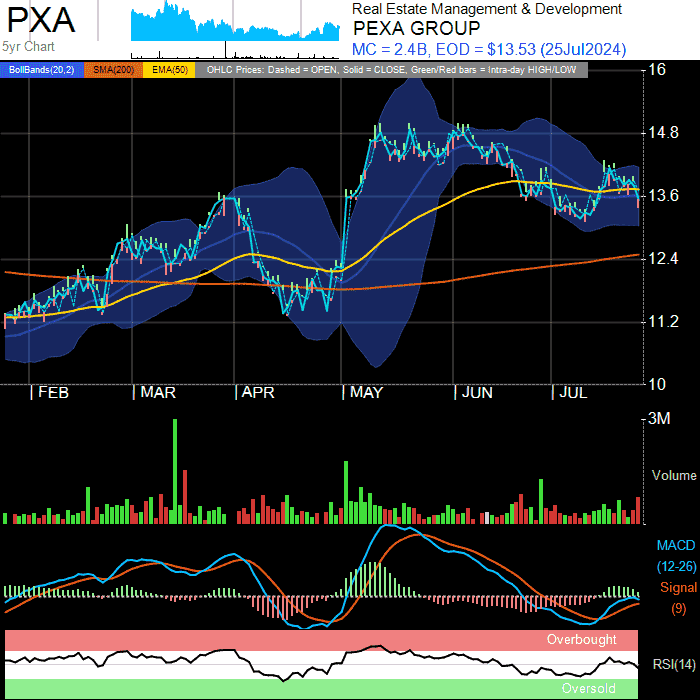 PXA
5yr Chart
Real Estate Management & Development
PEXA GROUP
MC = 2.4B, EOD = $13.53 (25Jul2024)
BollBands(20,2) SMA(200) EMA(50) OHLC Prices: Dashed = OPEN, Solid = CLOSE, Green/Red bars = Intra-day HIGH/LOW
16
14.8
13.6
12.4
11.2
10
FEB MAR APR MAY JUN JUL
3M
Volume
MACD
(12-26)
Signal
(9)
Overbought
RSI(14)
Oversold